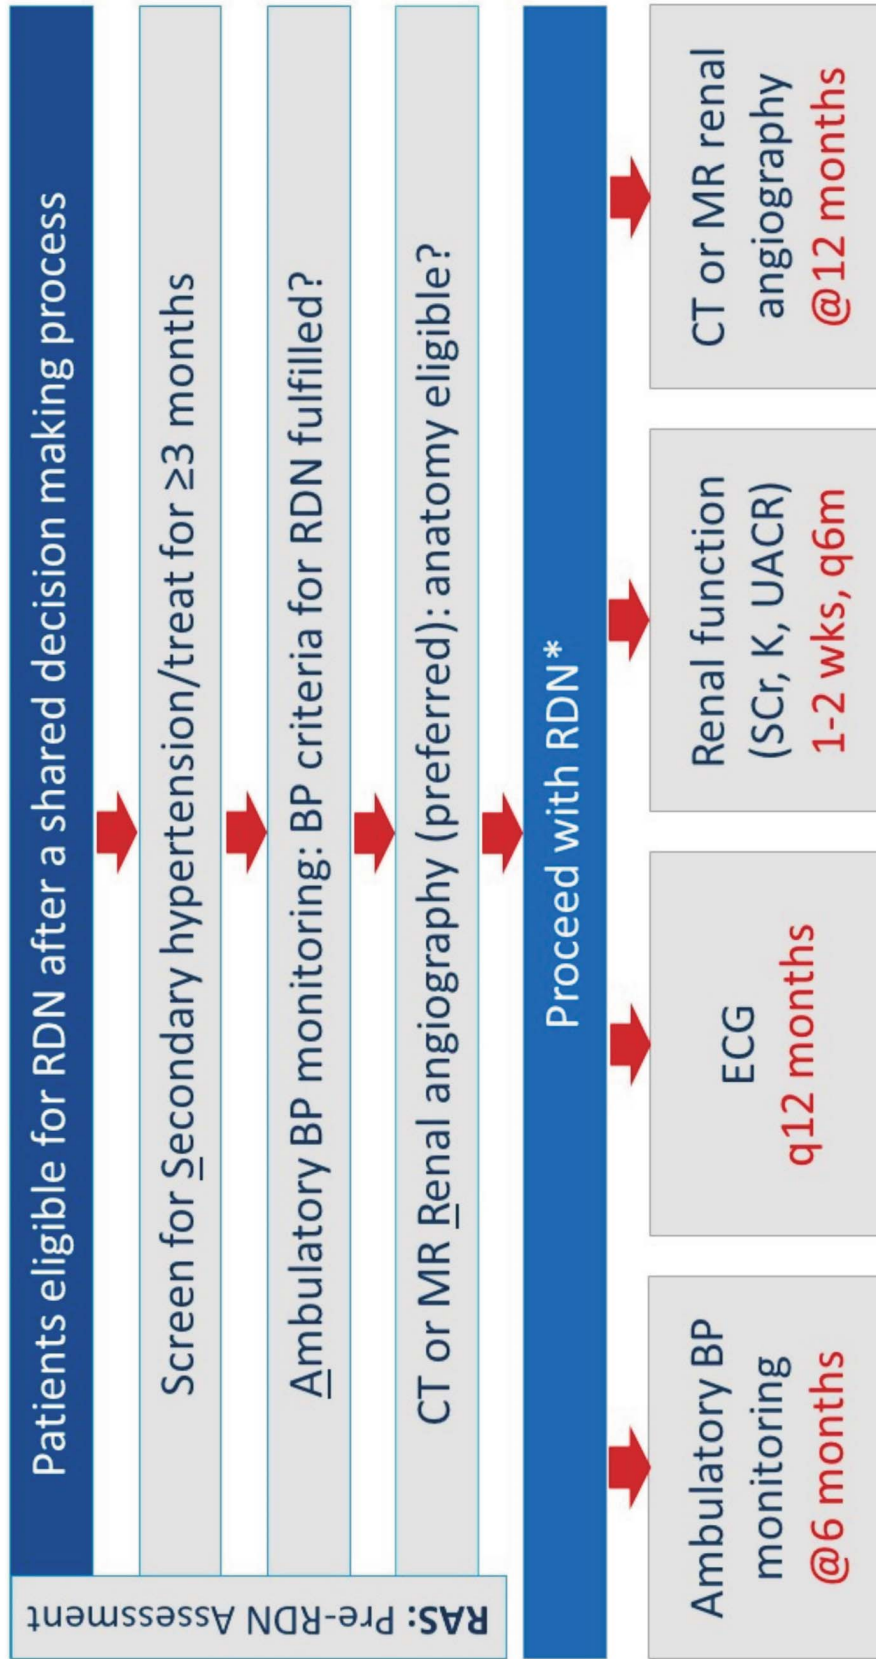 Patients eligible for RDN after a shared decision making process
RAS: Pre-RDN Assessment
Screen for Secondary hypertension/treat for ≥3 months
Ambulatory BP monitoring: BP criteria for RDN fulfilled?
CT or MR Renal angiography (preferred): anatomy eligible?
Proceed with RDN*
Ambulatory BP
monitoring
@6 months
ECG
q12 months
Renal function
(SCr, K, UACR)
1-2 wks, q6m
CT or MR renal
angiography
@12 months